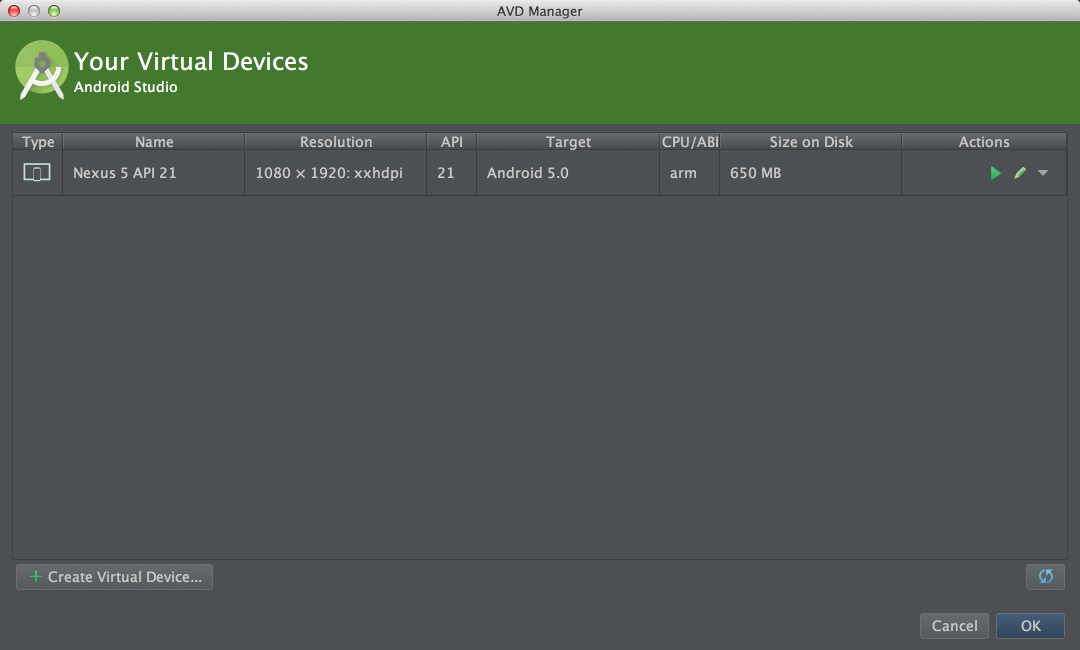 AVD Manager
Your Virtual Devices
Android Studio
Type Name Resolution API Target CPU/ABI Size on Disk Actions
Nexus 5 API 21 1080 × 1920: xxhdpi 21 Android 5.0 arm 650 MB
Create Virtual Device...
Cancel OK